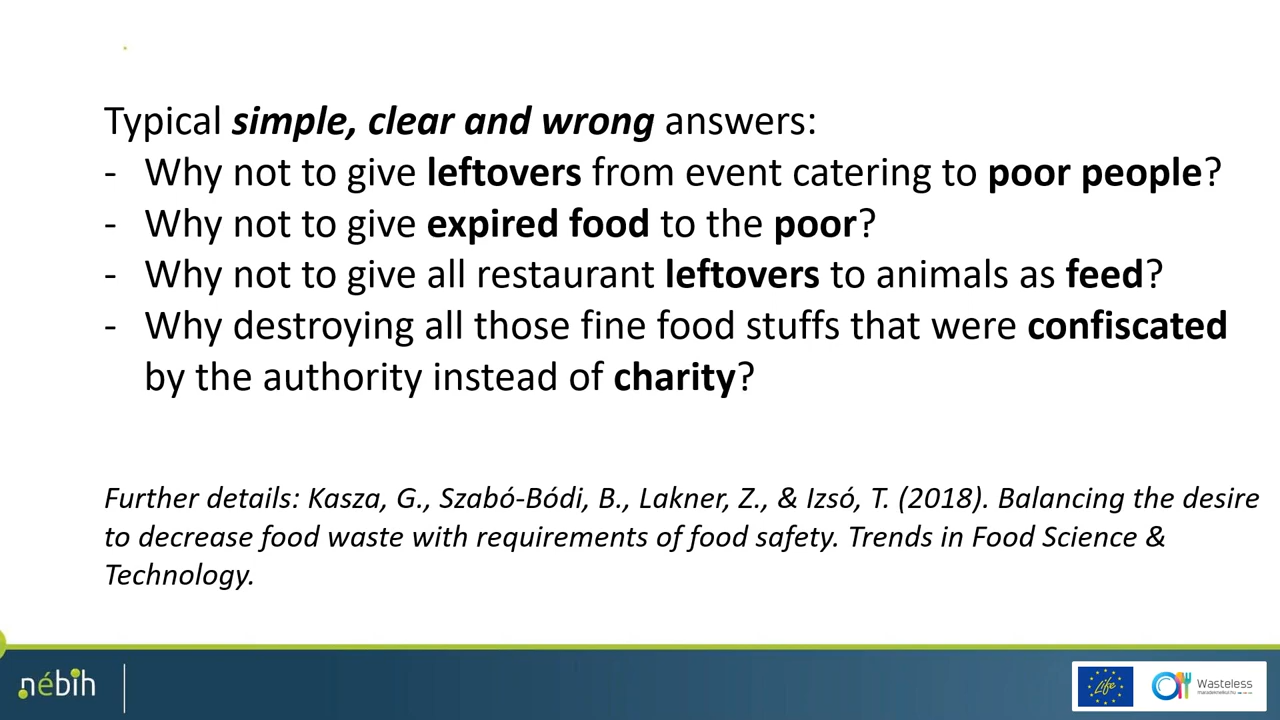 Typical simple, clear and wrong answers:
- Why not to give leftovers from event catering to poor people?
- Why not to give expired food to the poor?
- Why not to give all restaurant leftovers to animals as feed?
- Why destroying all those fine food stuffs that were confiscated
by the authority instead of charity?
Further details: Kasza, G., Szabó-Bódi, B., Lakner, Z., & Izsó, T. (2018). Balancing the desire
to decrease food waste with requirements of food safety. Trends in Food Science &
Technology.
nébih
Life
Wasteless